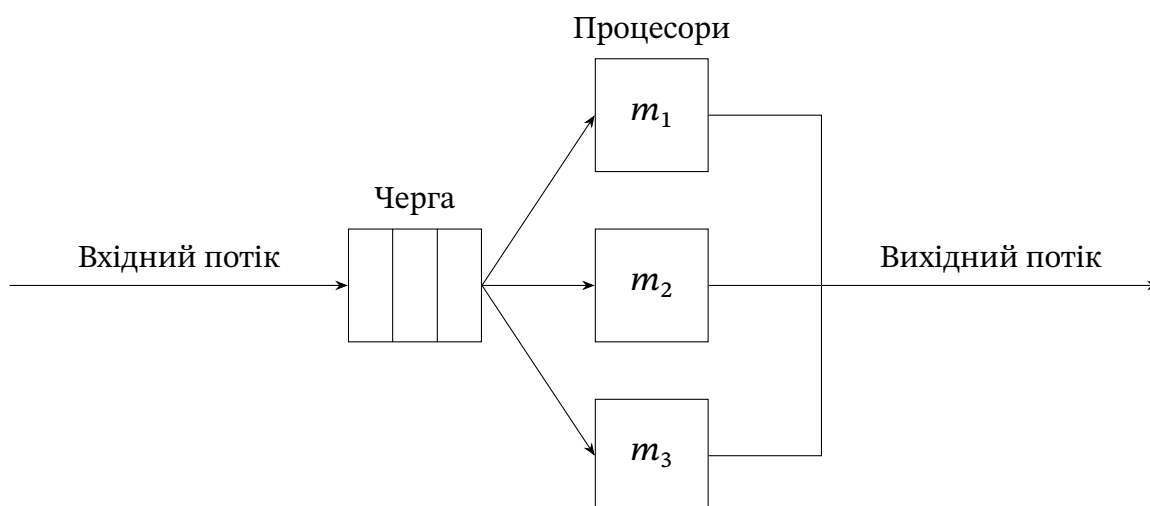 Процесори
m₁
Черга
Вхідний потік
m₂
Вихідний потік
m₃